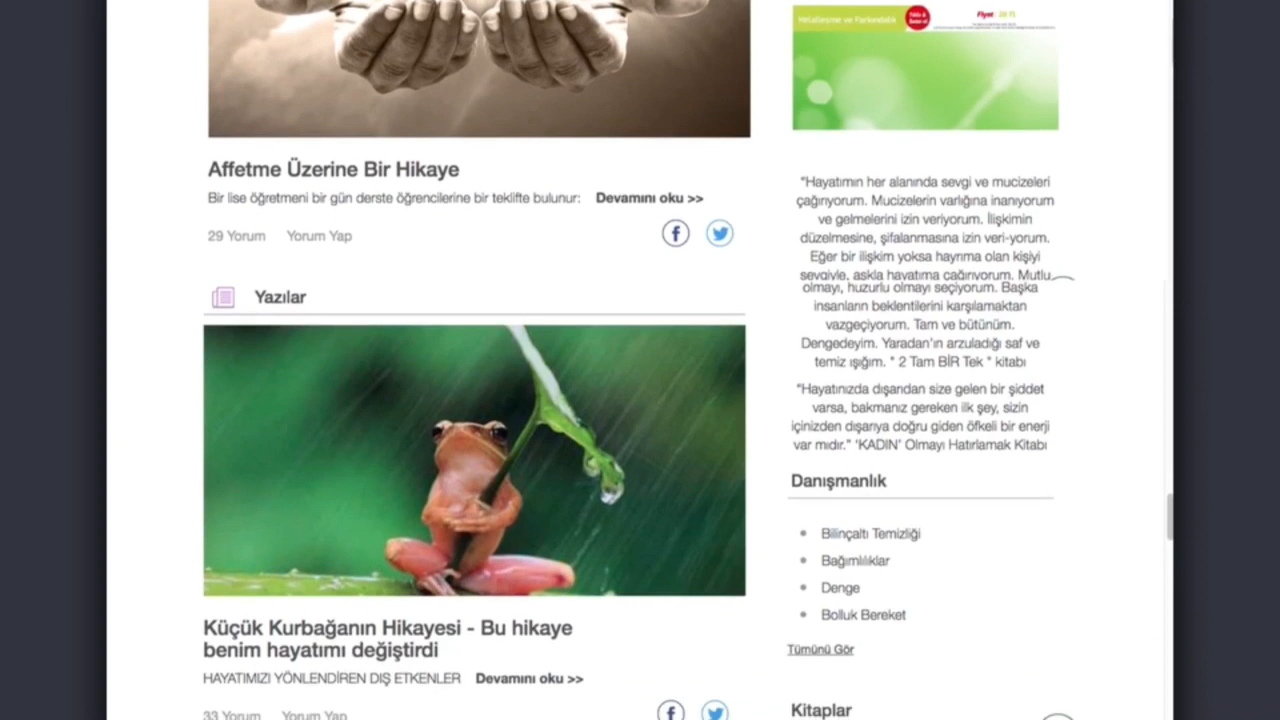 Affetme Üzerine Bir Hikaye
Bir lise öğretmeni bir gün derste öğrencilerine bir teklifte bulunur: Devamını oku >>
29 Yorum Yorum Yap
Yazılar
Küçük Kurbağanın Hikayesi - Bu hikaye
benim hayatımı değiştirdi
HAYATIMIZI YÖNLENDİREN DIŞ ETKENLER Devamını oku >>
33 Yorum Yorum Yap
Fiyat: 20 TL
"Hayatımın her alanında sevgi ve mucizeleri
çağırıyorum. Mucizelerin varlığına inanıyorum
ve gelmelerini izin veriyorum. İlişkimin
düzelmesine, şifalanmasına izin veri-yorum.
Eğer bir ilişkim yoksa hayrıma olan kişiyi
sevgiyle, aşkla hayatıma çağırıyorum. Mutlu
olmayı, huzurlu olmayı seçiyorum. Başka
insanların beklentilerini karşılamaktan
vazgeçiyorum. Tam ve bütünüm.
Dengedeyim. Yaradan'ın arzuladığı saf ve
temiz ışığım. " 2 Tam BİR Tek " kitabı
"Hayatınızda dışarıdan size gelen bir şiddet
varsa, bakmanız gereken ilk şey, sizin
içinizden dışarıya doğru giden öfkeli bir enerji
var mıdır." 'KADIN' Olmayı Hatırlamak Kitabı
Danışmanlık
Bilinçaltı Temizliği
Bağımlılıklar
Denge
Bolluk Bereket
Tümünü Gör
Kitaplar